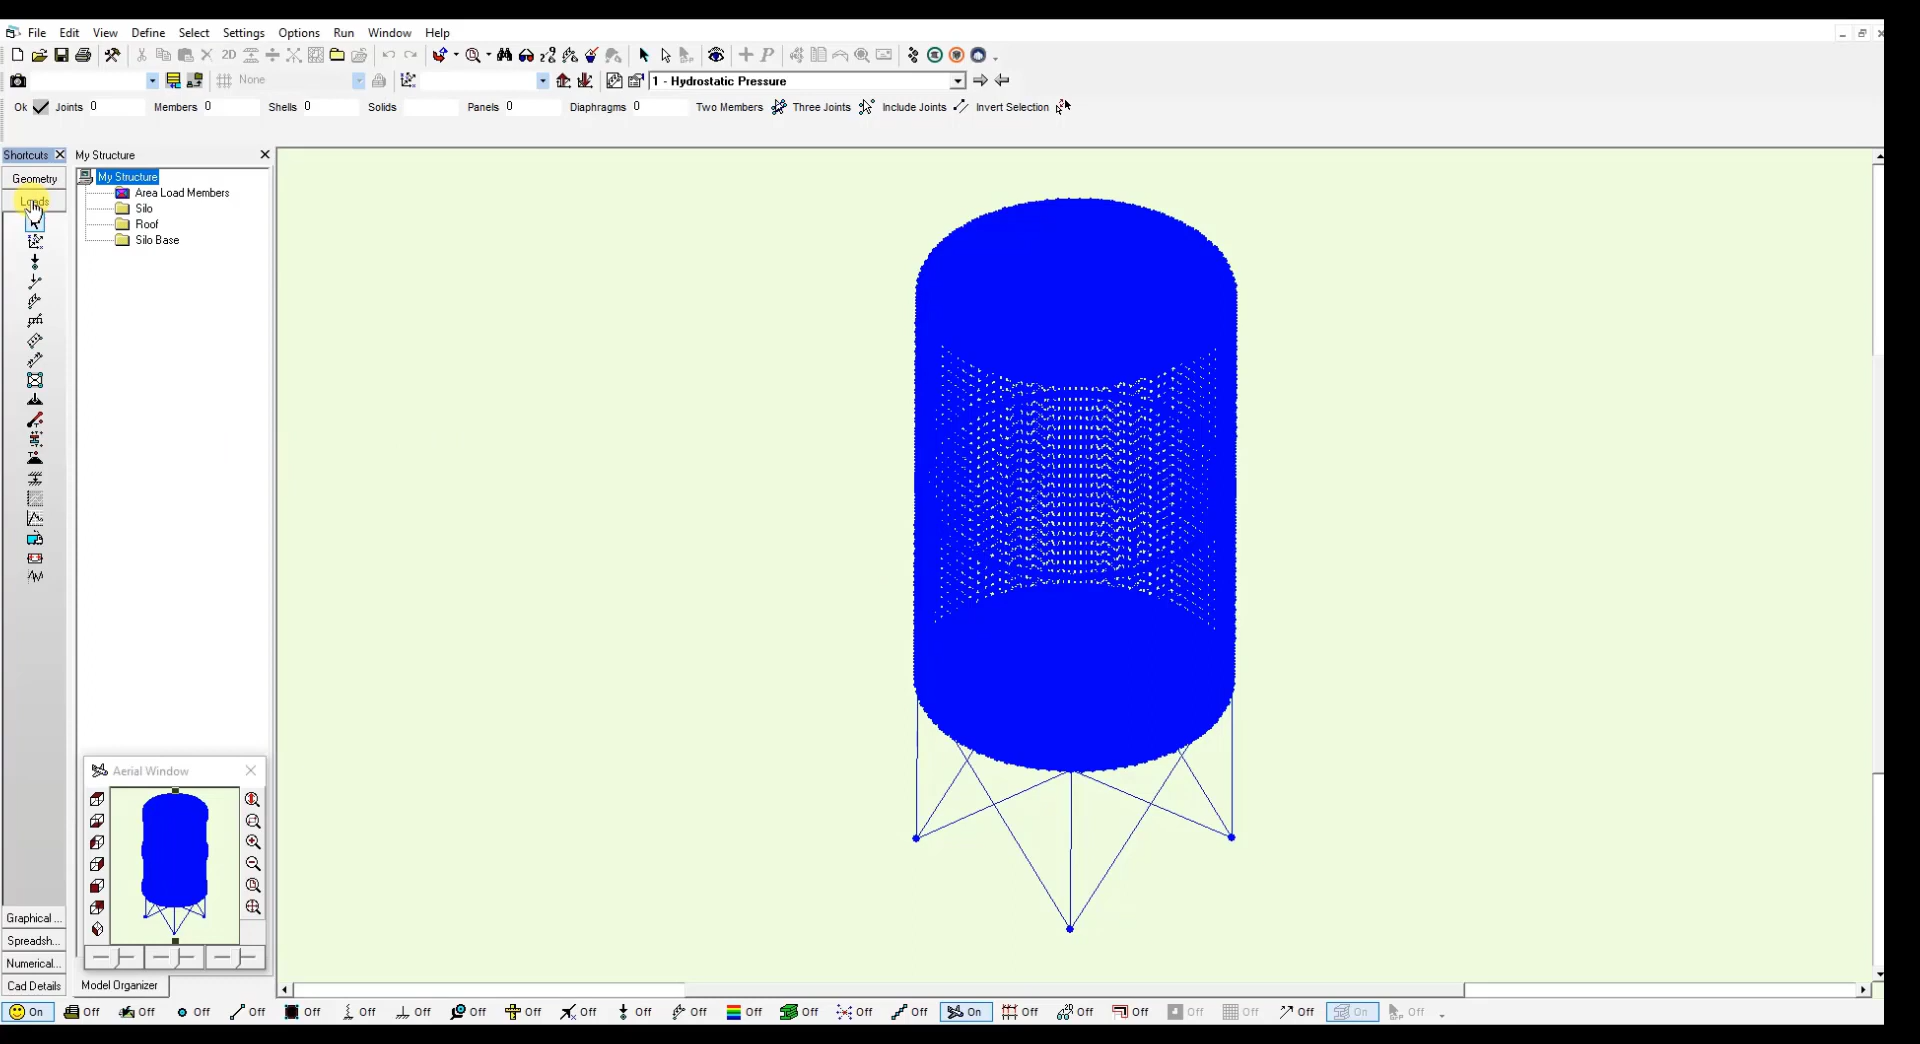 File Edit View Define Select Settings Options Run Window Help
2D
None 1 - Hydrostatic Pressure
Ok Joints 0 Members 0 Shells 0 Solids Panels 0 Diaphragms 0 Two Members Three Joints Include Joints Invert Selection
Shortcuts My Structure
Geometry
Loads
My Structure
Area Load Members
Silo
Roof
Silo Base
Aerial Window
Graphical ...
Spreadsh...
Numerical...
Cad Details
Model Organizer
On Off Off Off Off Off Off Off Off Off Off Off Off Off Off Off Off On Off Off Off Off Off Off On Off